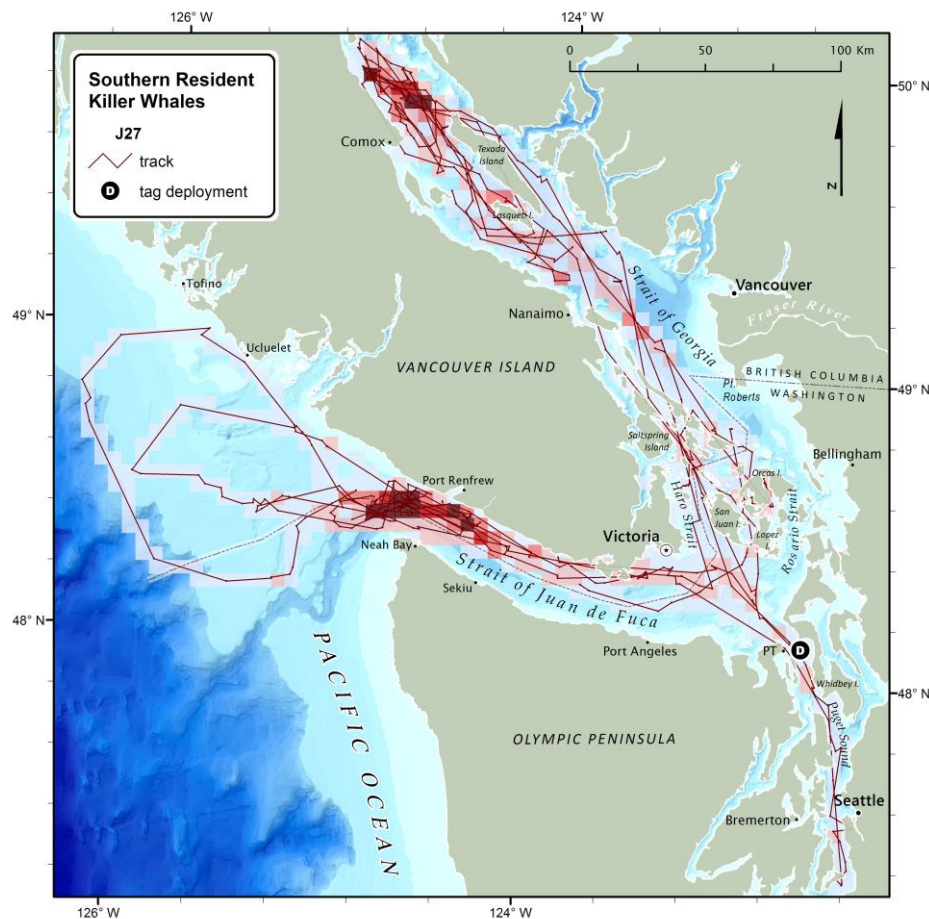 126° W
124° W
0 50 100 Km
Southern Resident
Killer Whales
J27
track
D tag deployment
50° N
N
Comox
Texada
Island
Lasqueti I.
Tofino
Strait of Georgia
Vancouver
49° N
Nanaimo
Fraser River
Ucluelet
VANCOUVER ISLAND
BRITISH COLUMBIA
WASHINGTON
49° N
Pt.
Roberts
Saltspring
Island
Bellingham
Orcas I.
Port Renfrew
Haro Strait
San
Juan I.
Lopez
I.
Rosario Strait
Victoria
Neah Bay
Strait of Juan de Fuca
Sekiu
48° N
Port Angeles
PT
D
Whidbey I.
48° N
PACIFIC OCEAN
Puget Sound
OLYMPIC PENINSULA
Seattle
Bremerton
126° W
124° W